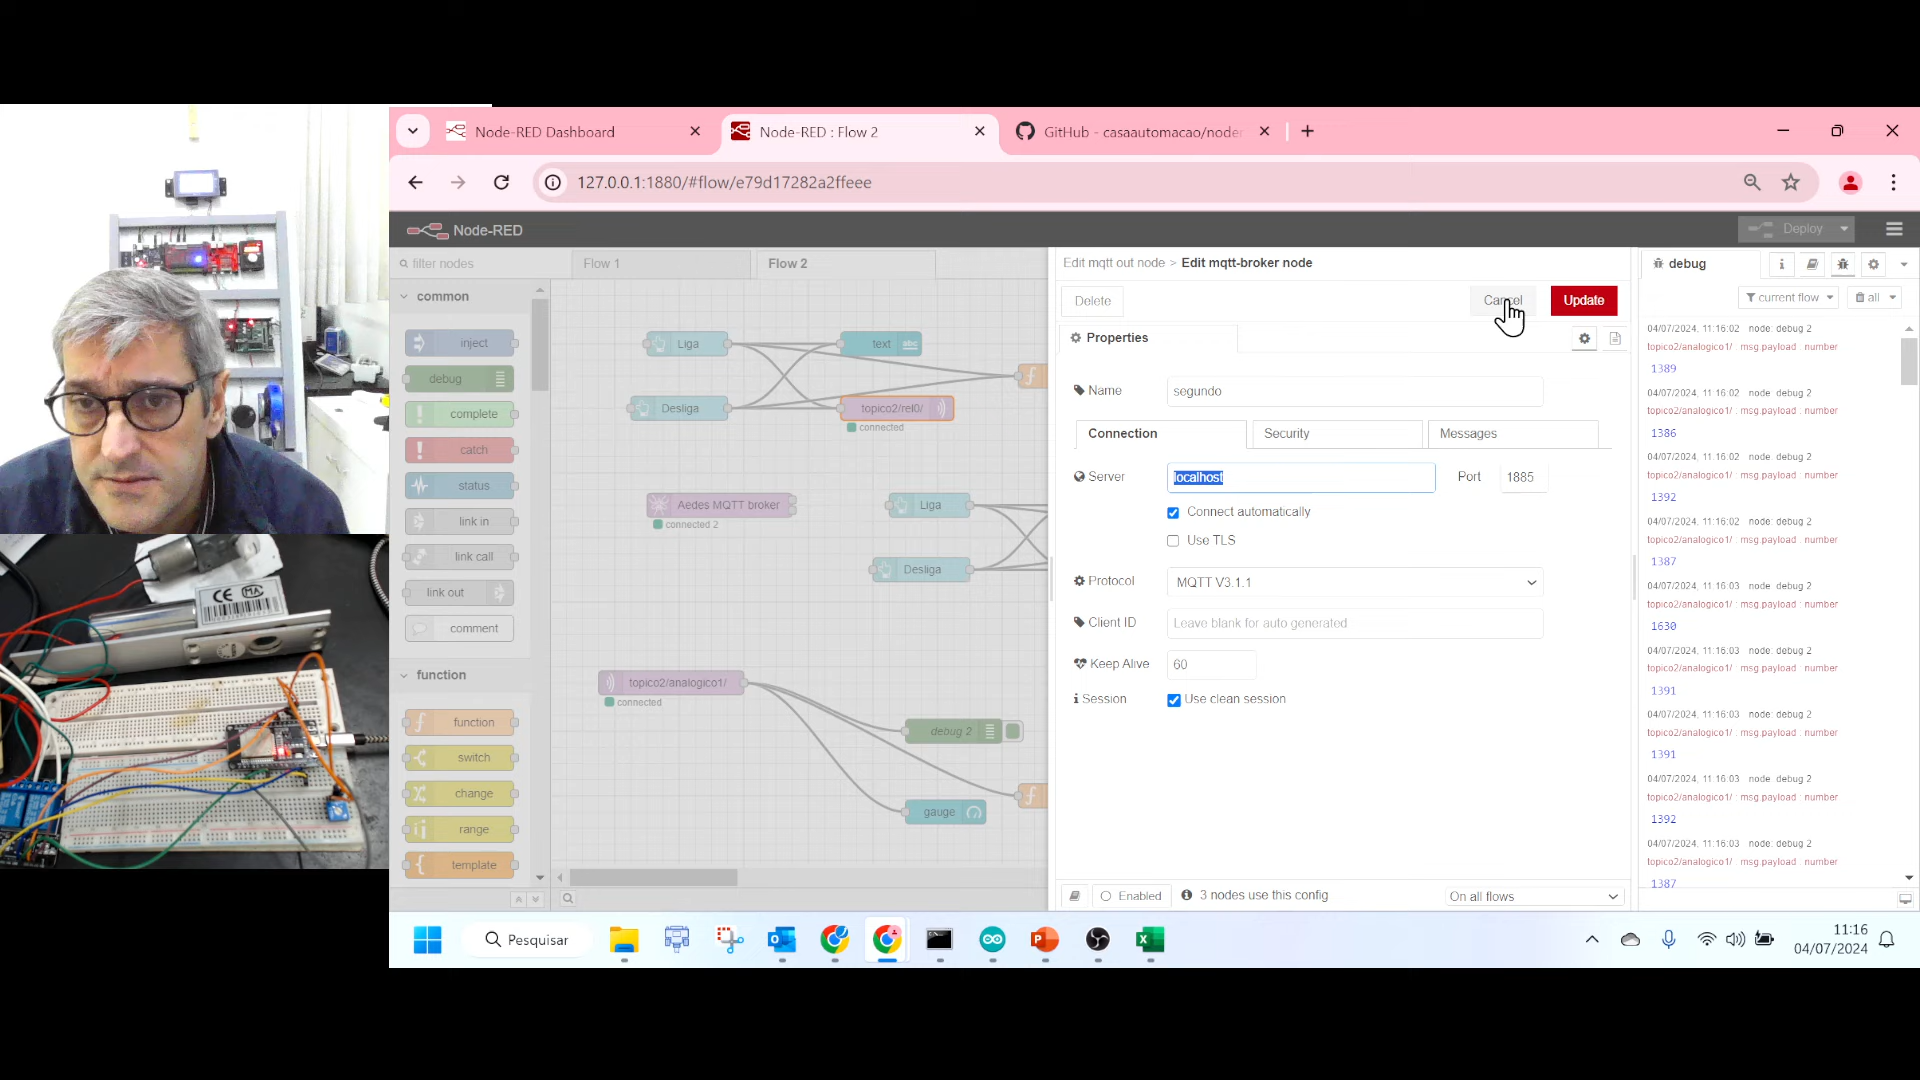 Node-RED Dashboard
Node-RED : Flow 2
GitHub - casaautomacao/noder
127.0.0.1:1880/#flow/e79d17282a2ffeee
Node-RED
Deploy
filter nodes
Flow 1
Flow 2
common
inject
debug
complete
catch
status
link in
link call
link out
comment
function
function
switch
change
range
template
Liga
text
Desliga
topico2/rel0/
connected
Aedes MQTT broker
connected 2
Liga
Desliga
topico2/analogico1/
connected
debug 2
gauge
Edit mqtt out node > Edit mqtt-broker node
Delete
Cancel
Update
Properties
Name
segundo
Connection
Security
Messages
Server
localhost
Port
1885
Connect automatically
Use TLS
Protocol
MQTT V3.1.1
Client ID
Leave blank for auto generated
Keep Alive
60
Session
Use clean session
Enabled
3 nodes use this config
On all flows
debug
current flow
all
04/07/2024, 11:16:02 node: debug 2
topico2/analogico1/ : msg.payload : number
1389
04/07/2024, 11:16:02 node: debug 2
topico2/analogico1/ : msg.payload : number
1386
04/07/2024, 11:16:02 node: debug 2
topico2/analogico1/ : msg.payload : number
1392
04/07/2024, 11:16:02 node: debug 2
topico2/analogico1/ : msg.payload : number
1387
04/07/2024, 11:16:03 node: debug 2
topico2/analogico1/ : msg.payload : number
1630
04/07/2024, 11:16:03 node: debug 2
topico2/analogico1/ : msg.payload : number
1391
04/07/2024, 11:16:03 node: debug 2
topico2/analogico1/ : msg.payload : number
1391
04/07/2024, 11:16:03 node: debug 2
topico2/analogico1/ : msg.payload : number
1392
04/07/2024, 11:16:03 node: debug 2
topico2/analogico1/ : msg.payload : number
1387
CE
Pesquisar
11:16
04/07/2024